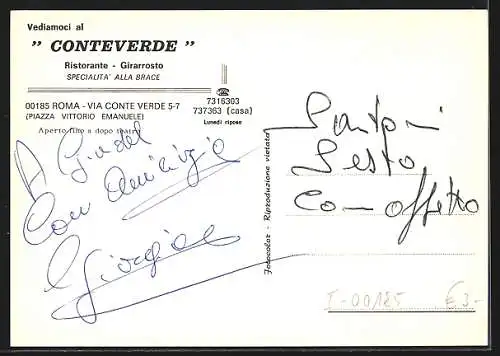 Vediamoci al
" CONTEVERDE "
Ristorante - Girarrosto
SPECIALITA' ALLA BRACE
00185 ROMA - VIA CONTE VERDE 5-7
(PIAZZA VITTORIO EMANUELE)
Aperto fino a dopo teatro
☎
7316303
737363 (casa)
Lunedì riposo
A
Con amicizia
Giorgio
Fotocolor - Riproduzione vietata
Santoni
Sesto
Con affetto
I-00185 €3-